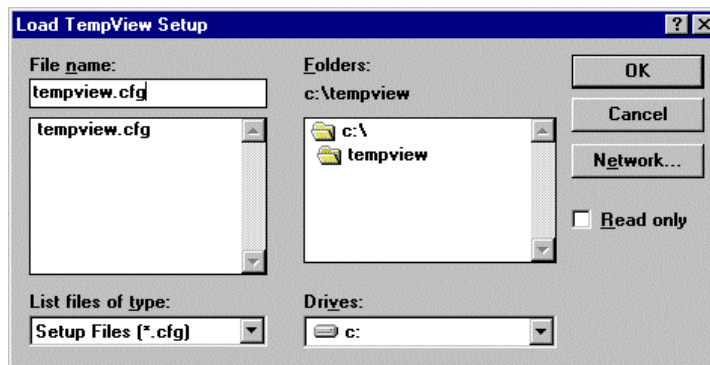 Load TempView Setup
File name:
tempview.cfg
tempview.cfg
List files of type:
Setup Files (*.cfg)
Folders:
c:\tempview
c:\
tempview
Drives:
c:
OK
Cancel
Network...
Read only